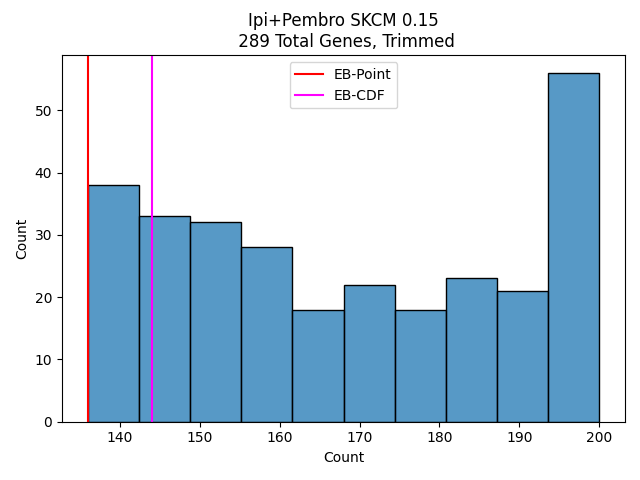 Ipi+Pembro SKCM 0.15
289 Total Genes, Trimmed
EB-Point
EB-CDF
50
40
30
20
10
0
Count
140 150 160 170 180 190 200
Count